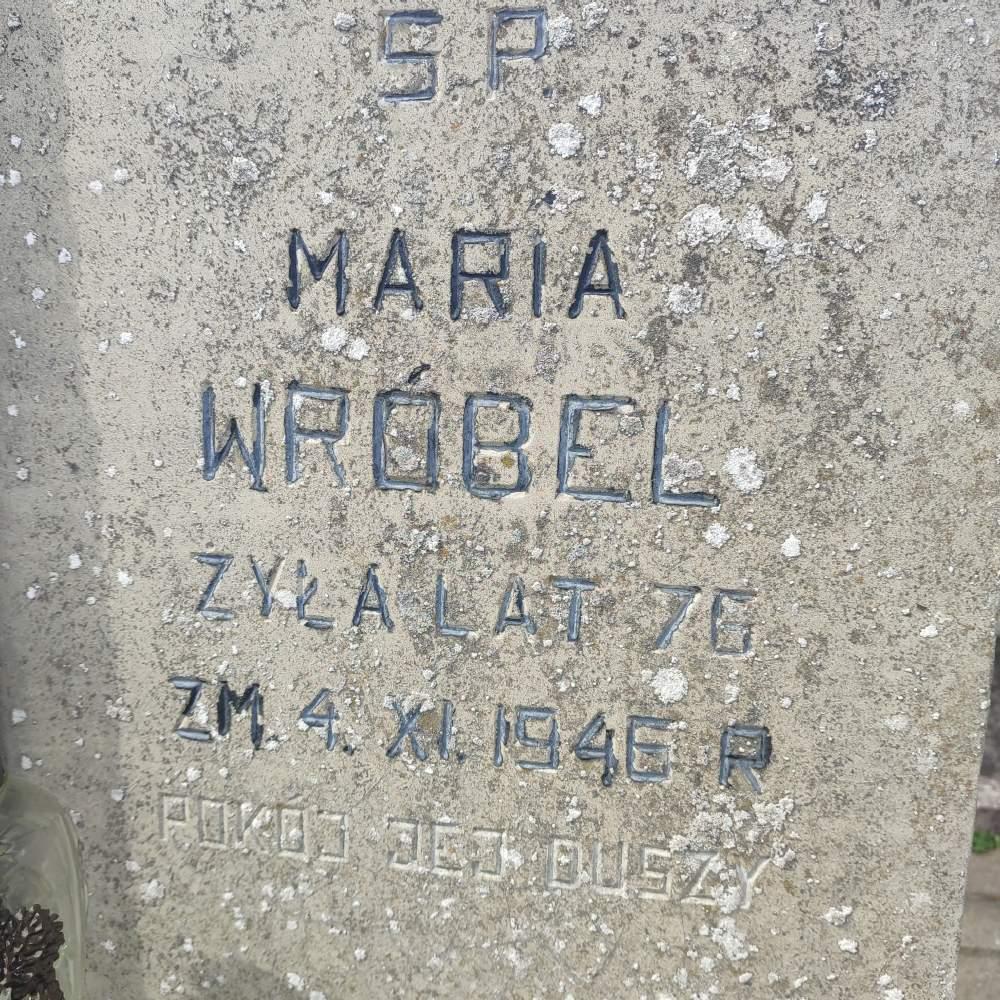 S P.
MARIA
WRÓBEL
ŻYŁA LAT 76
ZM. 4. XI. 1946 R
POKÓJ JEJ DUSZY